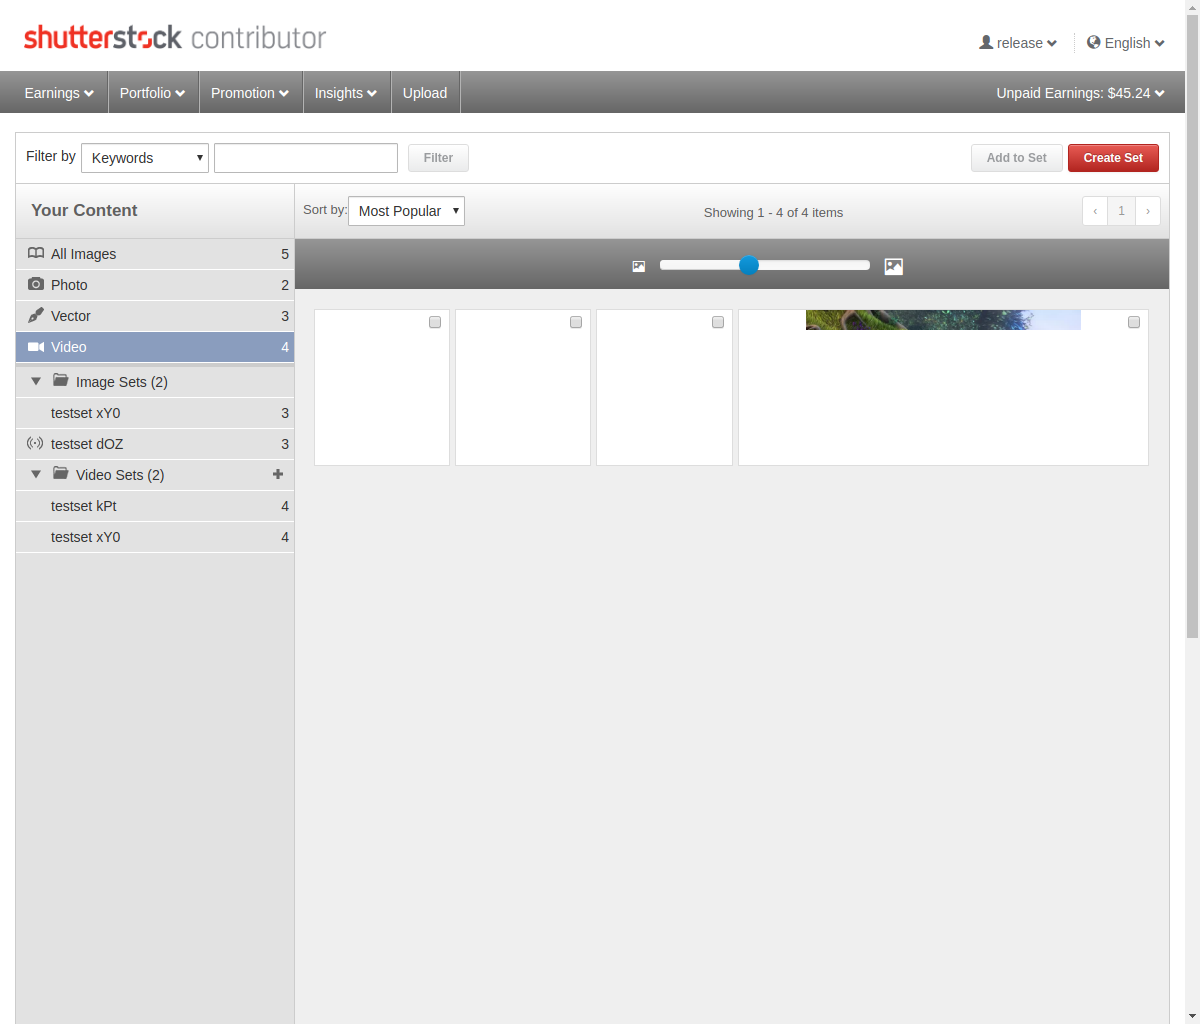 shutterstock contributor
release
English
Earnings
Portfolio
Promotion
Insights
Upload
Unpaid Earnings: $45.24
Filter by
Keywords
Filter
Add to Set
Create Set
Your Content
Sort by:
Most Popular
Showing 1 - 4 of 4 items
‹ 1 ›
All Images 5
Photo 2
Vector 3
Video 4
Image Sets (2)
testset xY0 3
testset dOZ 3
Video Sets (2)
testset kPt 4
testset xY0 4